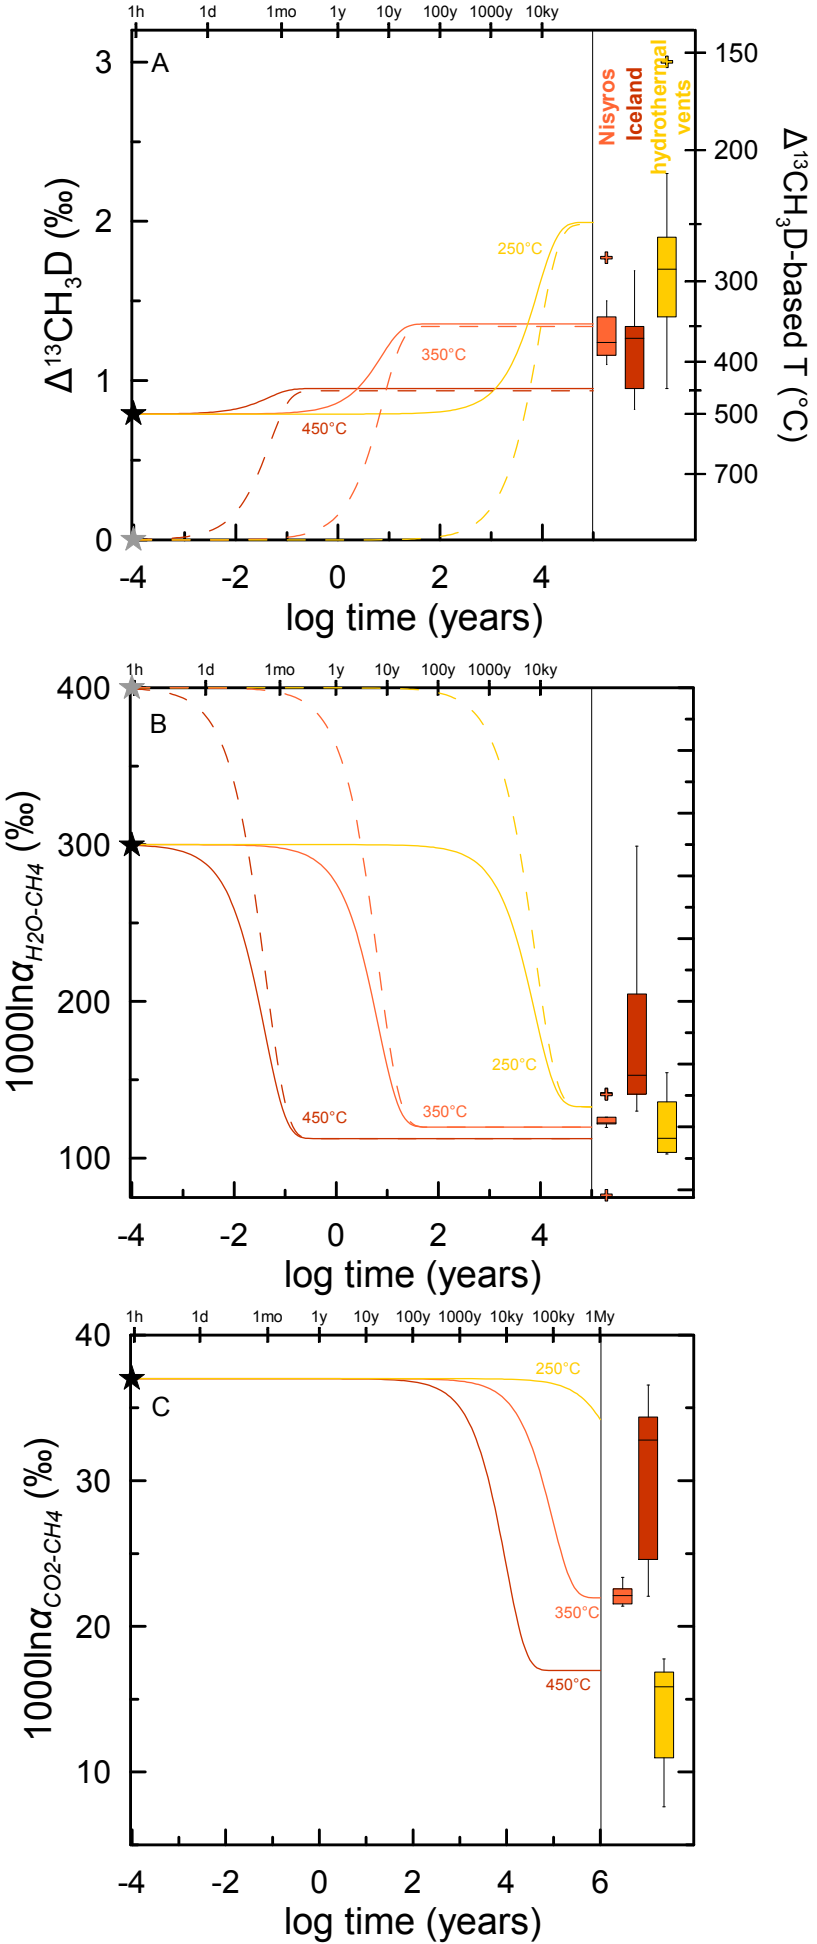 1h 1d 1mo 1y 10y 100y 1000y 10ky
A
3
2
1
0
Δ¹³CH₃D (‰)
250°C
350°C
450°C
Nisyros
Iceland
hydrothermal
vents
150
200
300
400
500
700
Δ¹³CH₃D-based T (°C)
-4 -2 0 2 4
log time (years)
1h 1d 1mo 1y 10y 100y 1000y 10ky
B
400
300
200
100
1000lnα_H2O-CH4 (‰)
250°C
350°C
450°C
-4 -2 0 2 4
log time (years)
1h 1d 1mo 1y 10y 100y 1000y 10ky 100ky 1My
C
40
30
20
10
1000lnα_CO2-CH4 (‰)
250°C
350°C
450°C
-4 -2 0 2 4 6
log time (years)